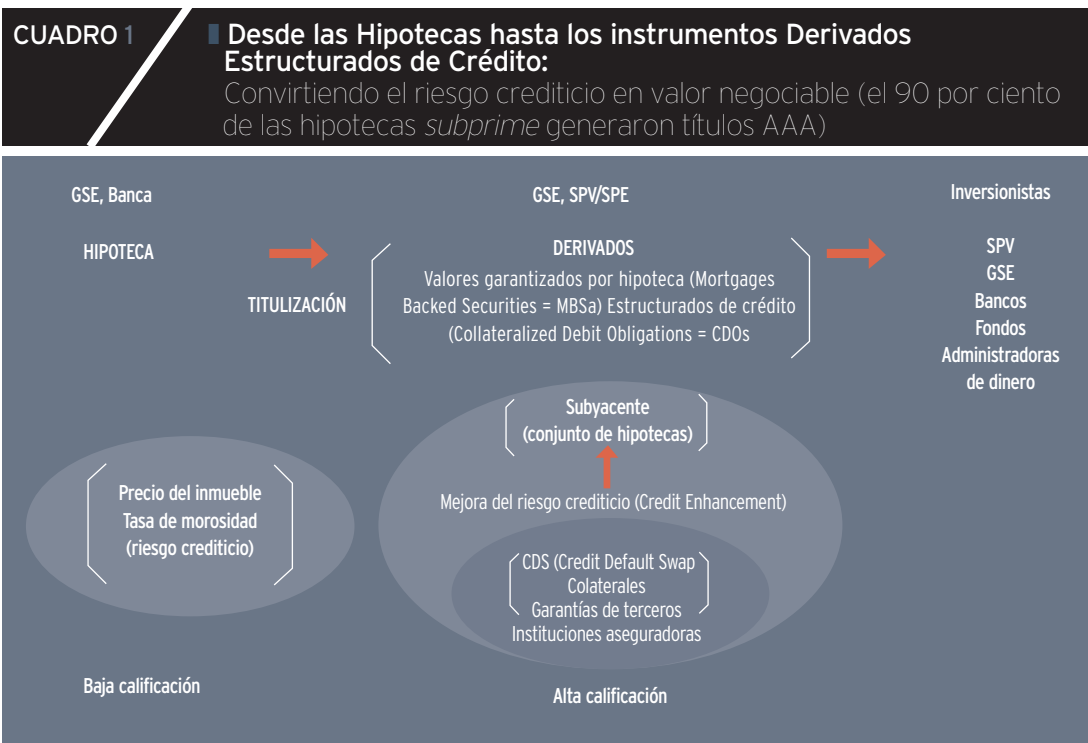 CUADRO 1
Desde las Hipotecas hasta los instrumentos Derivados
Estructurados de Crédito:
Convirtiendo el riesgo crediticio en valor negociable (el 90 por ciento
de las hipotecas subprime generaron títulos AAA)
GSE, Banca
GSE, SPV/SPE
Inversionistas
HIPOTECA
TITULIZACIÓN
DERIVADOS
Valores garantizados por hipoteca (Mortgages
Backed Securities = MBSa) Estructurados de crédito
(Collateralized Debit Obligations = CDOs
SPV
GSE
Bancos
Fondos
Administradoras
de dinero
Precio del inmueble
Tasa de morosidad
(riesgo crediticio)
Subyacente
(conjunto de hipotecas)
Mejora del riesgo crediticio (Credit Enhancement)
CDS (Credit Default Swap
Colaterales
Garantías de terceros
Instituciones aseguradoras
Baja calificación
Alta calificación